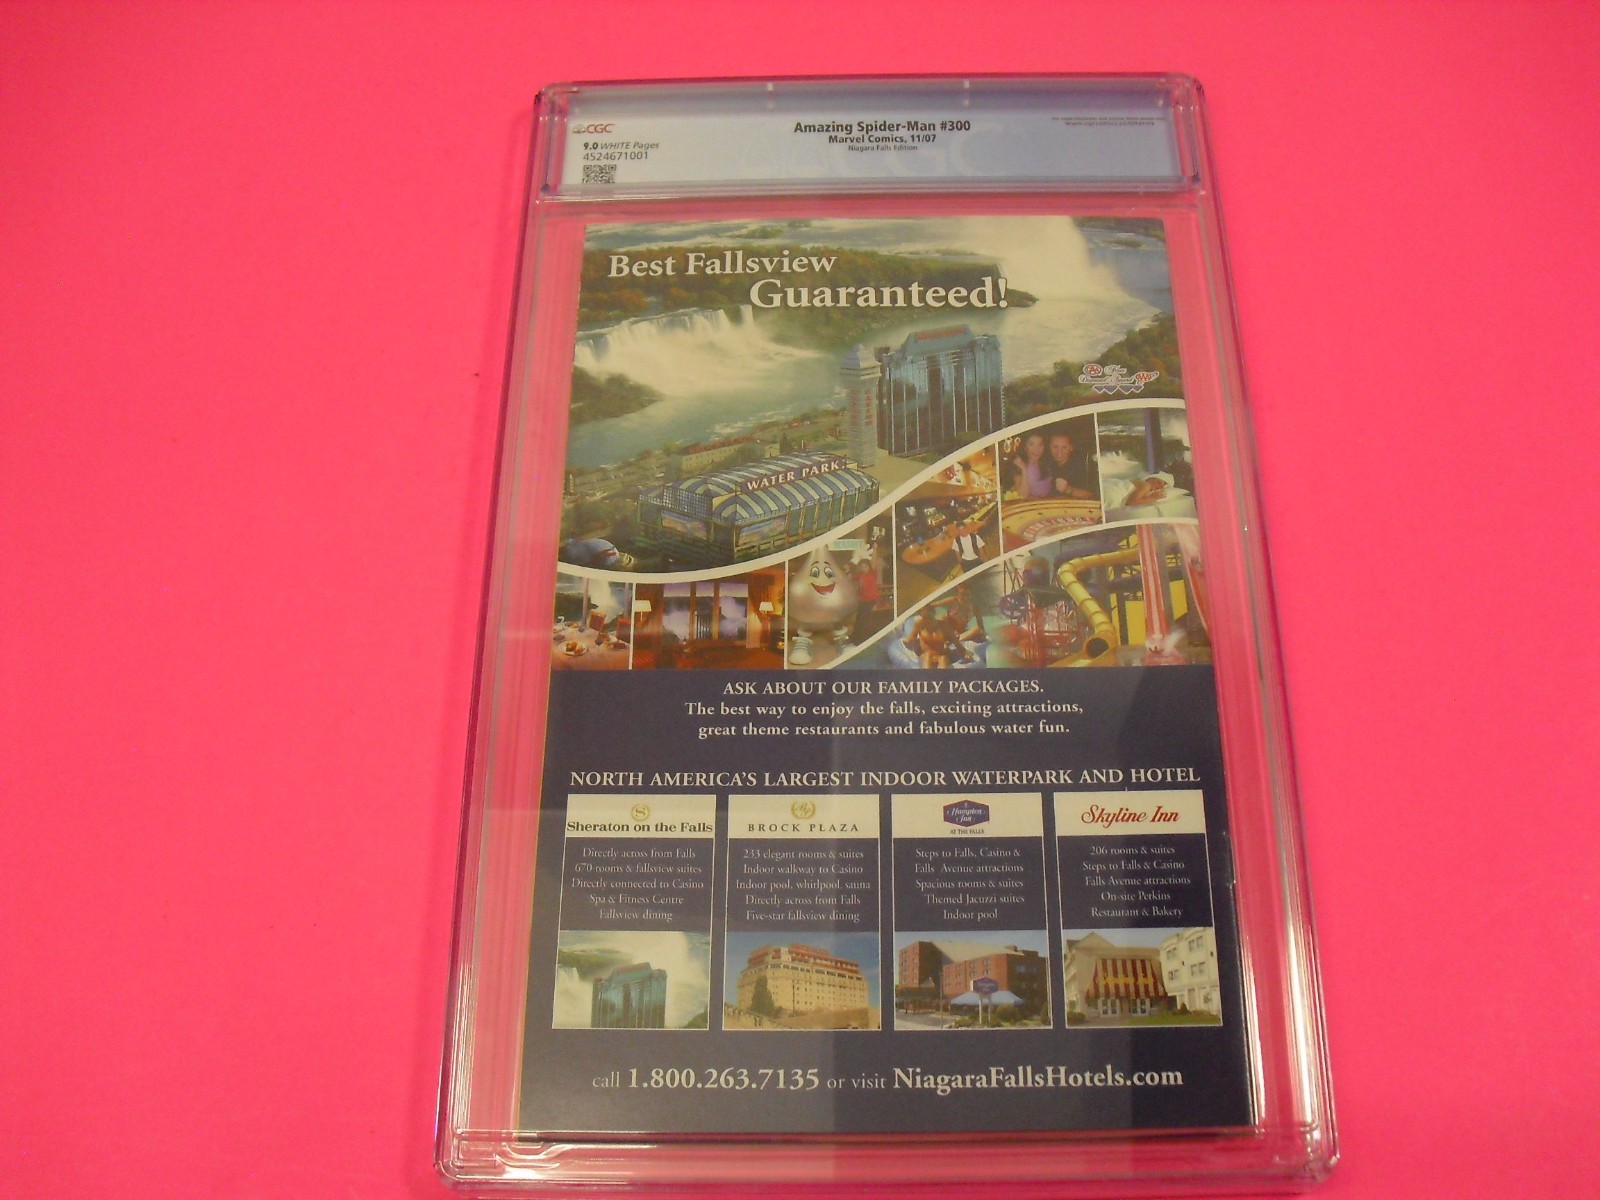 CGC
9.0 WHITE Pages
4524671001
Amazing Spider-Man #300
Marvel Comics, 11/07
Niagara Falls Edition
Best Fallsview
Guaranteed!
WATER PARK
ASK ABOUT OUR FAMILY PACKAGES.
The best way to enjoy the falls, exciting attractions,
great theme restaurants and fabulous water fun.
NORTH AMERICA'S LARGEST INDOOR WATERPARK AND HOTEL
S
Sheraton on the Falls
Directly across from Falls
670 rooms & fallsview suites
Directly connected to Casino
Spa & Fitness Centre
Fallsview dining
BROCK PLAZA
233 elegant rooms & suites
Indoor walkway to Casino
Indoor pool, whirlpool, sauna
Directly across from Falls
Five-star fallsview dining
Hampton
Inn
AT THE FALLS
Steps to Falls, Casino &
Falls Avenue attractions
Spacious rooms & suites
Themed Jacuzzi suites
Indoor pool
Skyline Inn
206 rooms & suites
Steps to Falls & Casino
Falls Avenue attractions
On-site Perkins
Restaurant & Bakery
call 1.800.263.7135 or visit NiagaraFallsHotels.com